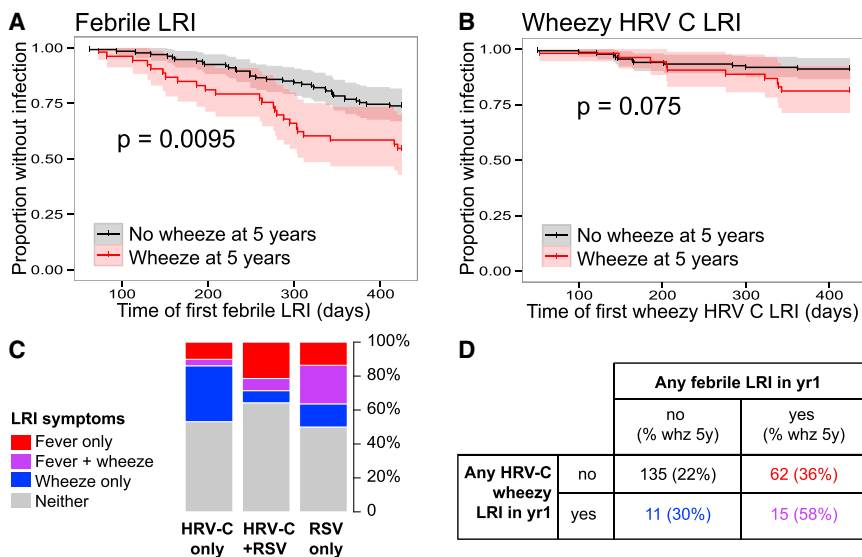 A
Febrile LRI
Proportion without infection
1.00
0.75
0.50
0.25
0.00
p = 0.0095
No wheeze at 5 years
Wheeze at 5 years
100
200
300
400
Time of first febrile LRI (days)
B
Wheezy HRV C LRI
Proportion without infection
1.00
0.75
0.50
0.25
0.00
p = 0.075
No wheeze at 5 years
Wheeze at 5 years
100
200
300
400
Time of first wheezy HRV C LRI (days)
C
LRI symptoms
Fever only
Fever + wheeze
Wheeze only
Neither
100%
80%
60%
40%
20%
0
HRV-C only
HRV-C +RSV
RSV only
D
Any febrile LRI in yr1
no (% whz 5y)
yes (% whz 5y)
Any HRV-C wheezy LRI in yr1
no
135 (22%)
62 (36%)
yes
11 (30%)
15 (58%)